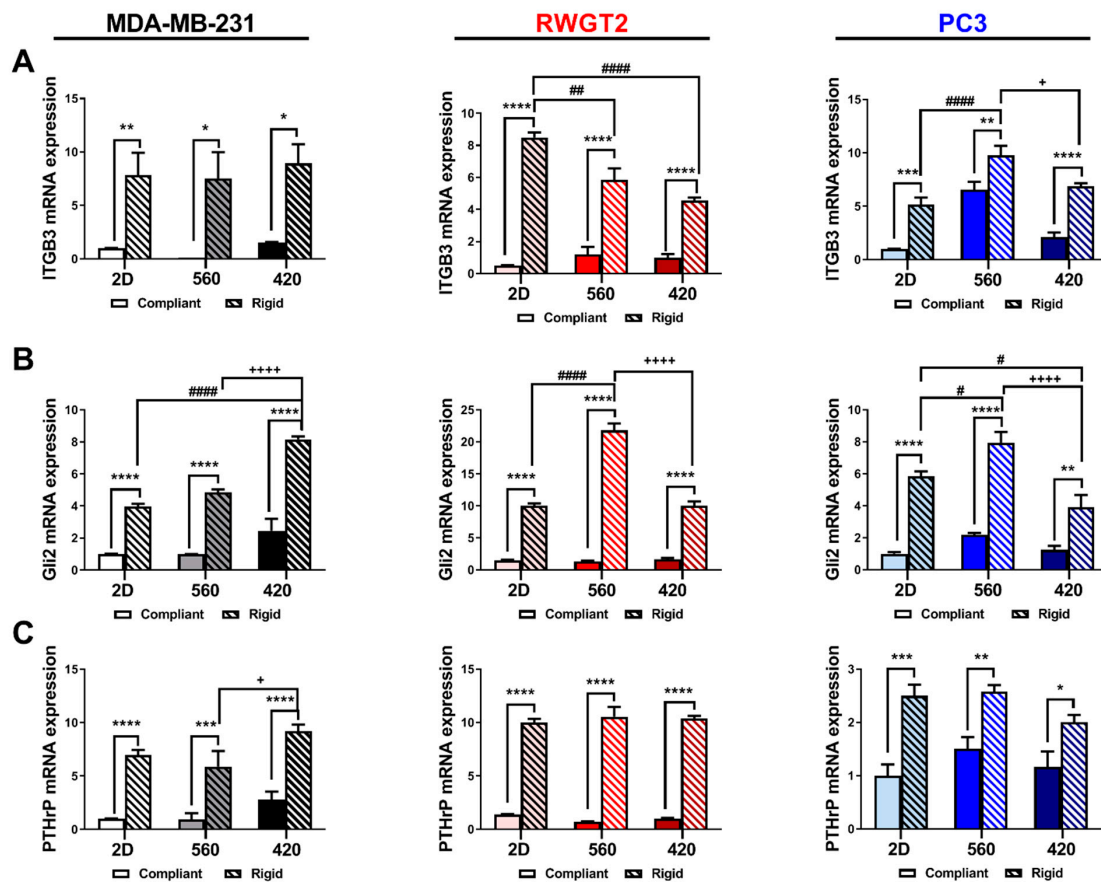 MDA-MB-231 RWGT2 PC3
A
ITGB3 mRNA expression
15
10
5
0
** * *
2D 560 420
Compliant Rigid
ITGB3 mRNA expression
10
8
6
4
2
0
####
##
**** **** ****
2D 560 420
Compliant Rigid
ITGB3 mRNA expression
15
10
5
0
+
####
*** ** ****
2D 560 420
Compliant Rigid
B
Gli2 mRNA expression
10
8
6
4
2
0
++++
####
**** **** ****
2D 560 420
Compliant Rigid
Gli2 mRNA expression
25
20
15
10
5
0
++++
####
**** **** ****
2D 560 420
Compliant Rigid
Gli2 mRNA expression
10
8
6
4
2
0
#
++++
#
**** **** **
2D 560 420
Compliant Rigid
C
PTHrP mRNA expression
15
10
5
0
+
**** *** ****
2D 560 420
Compliant Rigid
PTHrP mRNA expression
15
10
5
0
**** **** ****
2D 560 420
Compliant Rigid
PTHrP mRNA expression
3
2
1
0
*** ** *
2D 560 420
Compliant Rigid